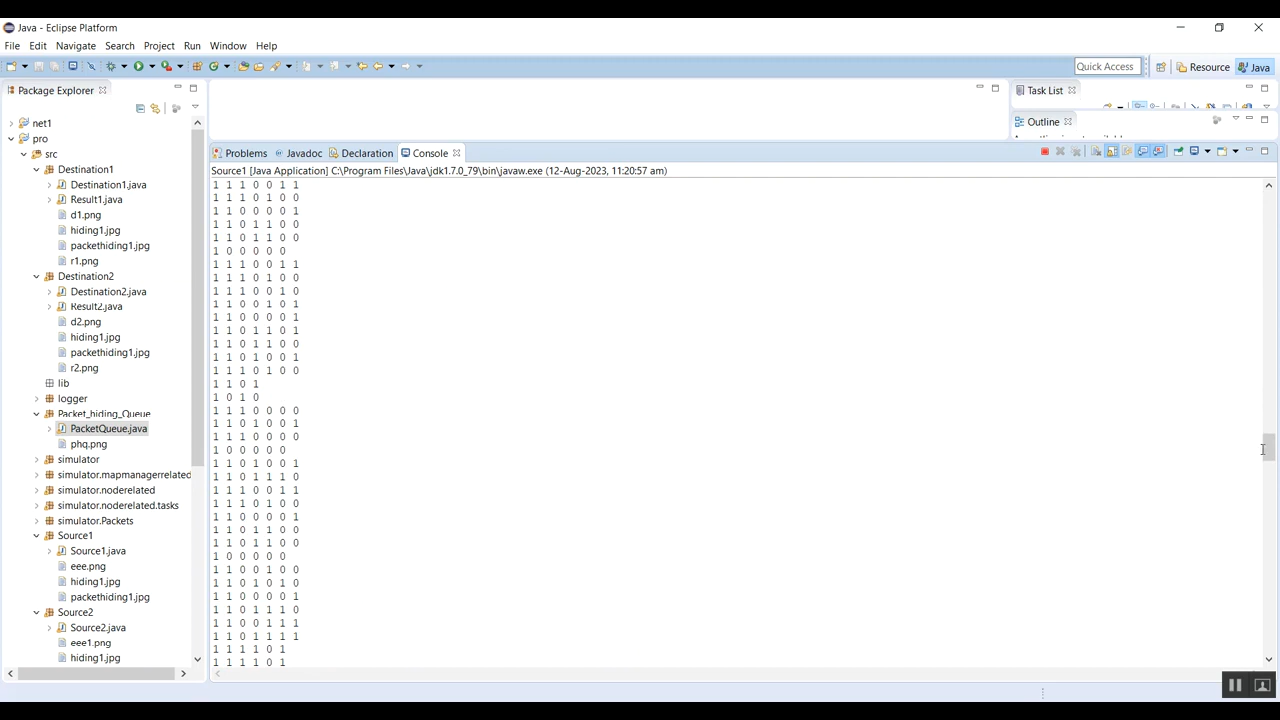 Java - Eclipse Platform
File Edit Navigate Search Project Run Window Help
Quick Access Resource Java
Package Explorer
net1
pro
src
Destination1
Destination1.java
Result1.java
d1.png
hiding1.jpg
packethiding1.jpg
r1.png
Destination2
Destination2.java
Result2.java
d2.png
hiding1.jpg
packethiding1.jpg
r2.png
lib
logger
Packet_hiding_Queue
PacketQueue.java
phq.png
simulator
simulator.mapmanagerrelated
simulator.noderelated
simulator.noderelated.tasks
simulator.Packets
Source1
Source1.java
eee.png
hiding1.jpg
packethiding1.jpg
Source2
Source2.java
eee1.png
hiding1.jpg
Task List
Outline
Problems Javadoc Declaration Console
Source1 [Java Application] C:\Program Files\Java\jdk1.7.0_79\bin\javaw.exe (12-Aug-2023, 11:20:57 am)
1 1 1 0 0 1 1
1 1 1 0 1 0 0
1 1 0 0 0 0 1
1 1 0 1 1 0 0
1 1 0 1 1 0 0
1 0 0 0 0 0
1 1 1 0 0 1 1
1 1 1 0 1 0 0
1 1 1 0 0 1 0
1 1 0 0 1 0 1
1 1 0 0 0 0 1
1 1 0 1 1 0 1
1 1 0 1 1 0 0
1 1 0 1 0 0 1
1 1 1 0 1 0 0
1 1 0 1
1 0 1 0
1 1 1 0 0 0 0
1 1 0 1 0 0 1
1 1 1 0 0 0 0
1 0 0 0 0 0
1 1 0 1 0 0 1
1 1 0 1 1 1 0
1 1 1 0 0 1 1
1 1 1 0 1 0 0
1 1 0 0 0 0 1
1 1 0 1 1 0 0
1 1 0 1 1 0 0
1 0 0 0 0 0
1 1 0 0 1 0 0
1 1 0 1 0 1 0
1 1 0 0 0 0 1
1 1 0 1 1 1 0
1 1 0 0 1 1 1
1 1 0 1 1 1 1
1 1 1 1 0 1
1 1 1 1 0 1